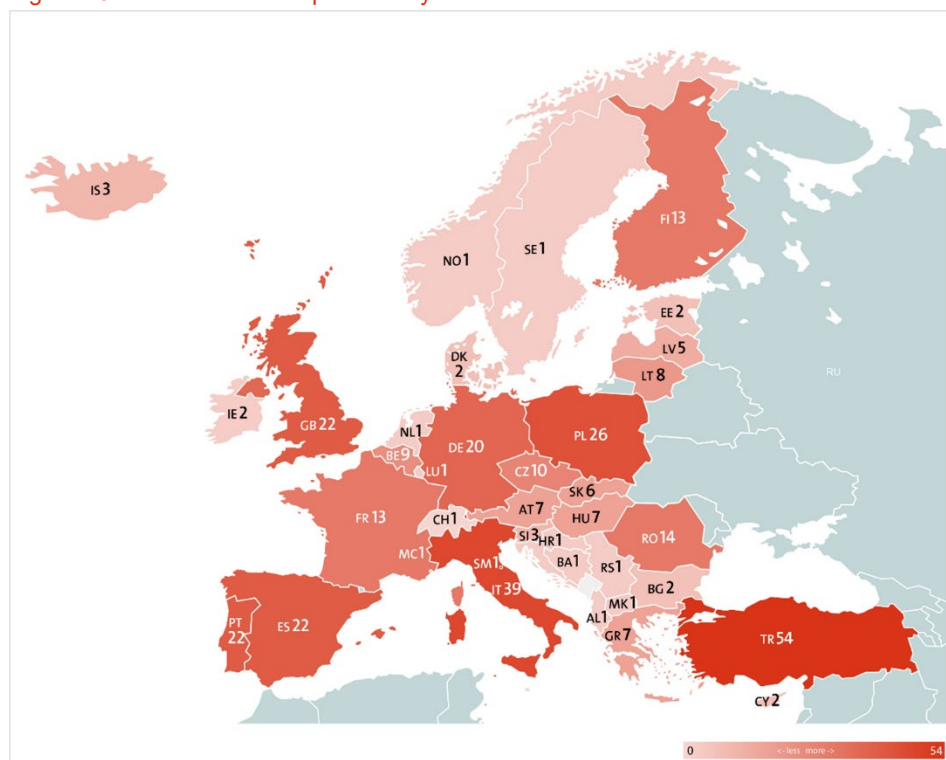 IS 3
FI 13
NO 1
SE 1
EE 2
LV 5
LT 8
DK
2
RU
IE 2
GB 22
NL 1
BE 9
LU 1
DE 20
PL 26
CZ 10
SK 6
AT 7
HU 7
FR 13
CH 1
SI 3
HR 1
RO 14
MC 1
SM 1
BA 1
RS 1
IT 39
BG 2
MK 1
AL 1
GR 7
PT
22
ES 22
TR 54
CY 2
0 <- less more -> 54